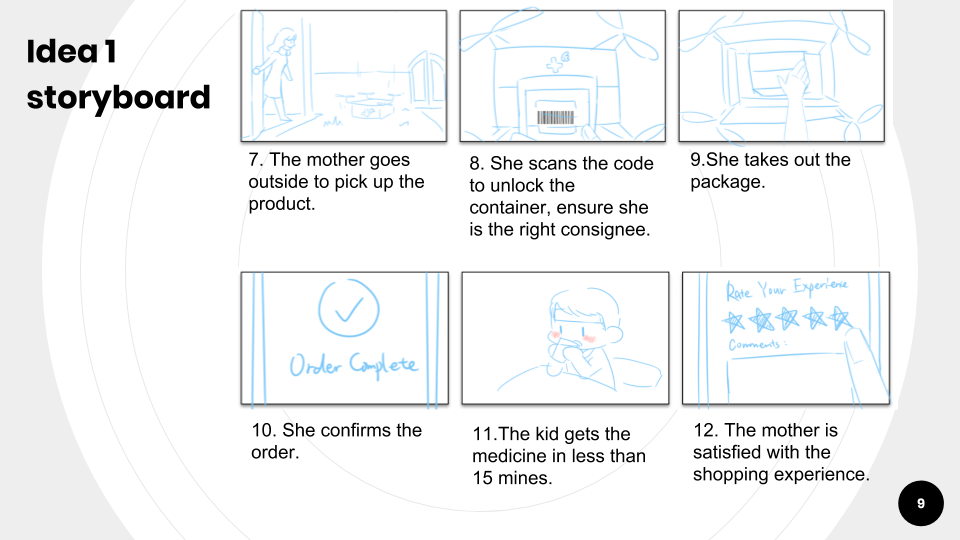 Idea 1
storyboard
7. The mother goes
outside to pick up the
product.
8. She scans the code
to unlock the
container, ensure she
is the right consignee.
9.She takes out the
package.
Order Complete
Rate Your Experience
Comments :
10. She confirms the
order.
11.The kid gets the
medicine in less than
15 mines.
12. The mother is
satisfied with the
shopping experience.
9